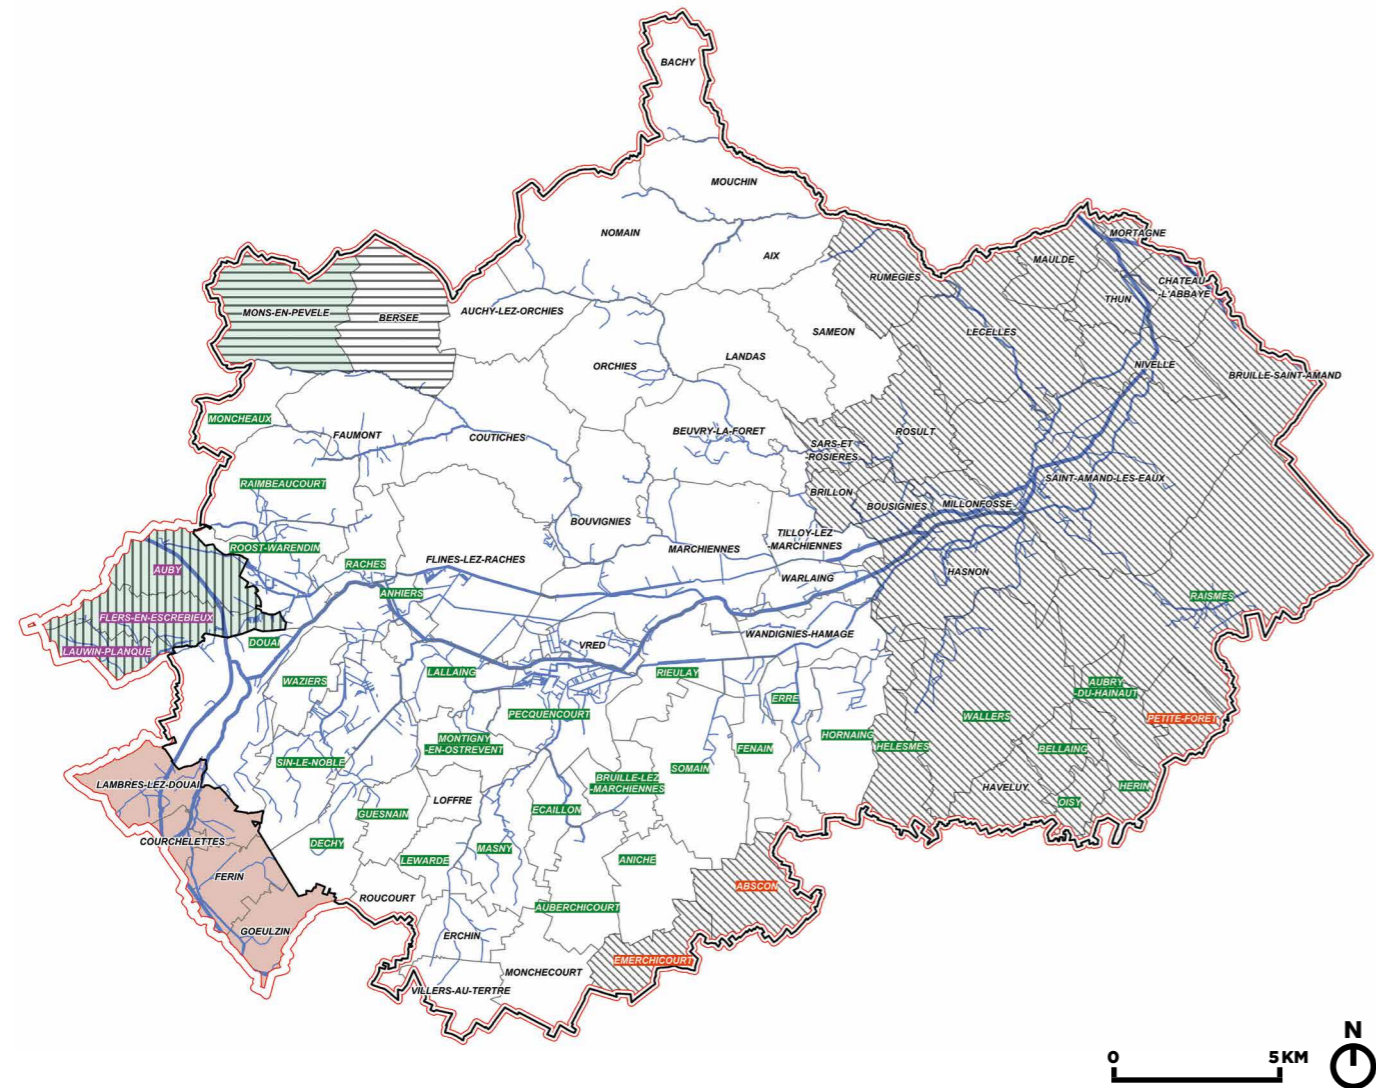 BACHY
MOUCHIN
NOMAIN
AIX
MORTAGNE
MAULDE
RUMEGIES
CHATEAU
-L'ABBAYE
THUN
MONS-EN-PEVELE
BERSEE
AUCHY-LEZ-ORCHIES
SAMEON
LECELLES
LANDAS
ORCHIES
NIVELLE
BRUILLE-SAINT-AMAND
MONCHEAUX
FAUMONT
COUTICHES
BEUVRY-LA-FORET
SARS-ET
-ROSIERES
ROSULT
RAIMBEAUCOURT
SAINT-AMAND-LES-EAUX
BRILLON
BOUSIGNIES
MILLONFOSSE
BOUVIGNIES
TILLOY-LEZ
-MARCHIENNES
ROOST-WARENDIN
MARCHIENNES
FLINES-LEZ-RACHES
RACHES
AUBY
HASNON
WARLAING
ANHIERS
RAISMES
FLERS-EN-ESCREBIEUX
WANDIGNIES-HAMAGE
DOUAI
VRED
LAUWIN-PLANQUE
LALLAING
RIEULAY
WAZIERS
AUBRY
-DU-HAINAUT
ERRE
PECQUENCOURT
WALLERS
PETITE-FORET
HORNAING
MONTIGNY
-EN-OSTREVENT
FENAIN
HELESMES
BELLAING
SIN-LE-NOBLE
SOMAIN
BRUILLE-LEZ
-MARCHIENNES
LAMBRES-LEZ-DOUAI
HAVELUY
HERIN
LOFFRE
OISY
ECAILLON
GUESNAIN
COURCHELETTES
DECHY
MASNY
LEWARDE
ANICHE
FERIN
ABSCON
ROUCOURT
AUBERCHICOURT
GOEULZIN
ERCHIN
EMERCHICOURT
MONCHECOURT
VILLERS-AU-TERTRE
N
0 5 KM